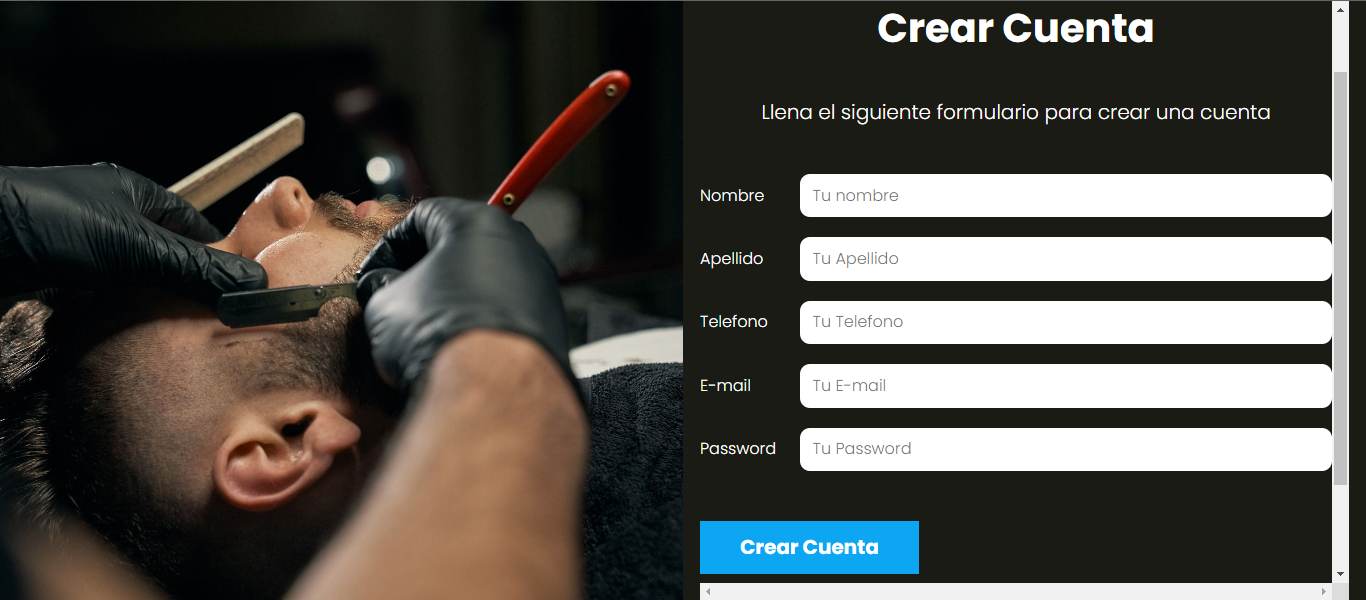 Crear Cuenta
Llena el siguiente formulario para crear una cuenta
Nombre Tu nombre
Apellido Tu Apellido
Telefono Tu Telefono
E-mail Tu E-mail
Password Tu Password
Crear Cuenta